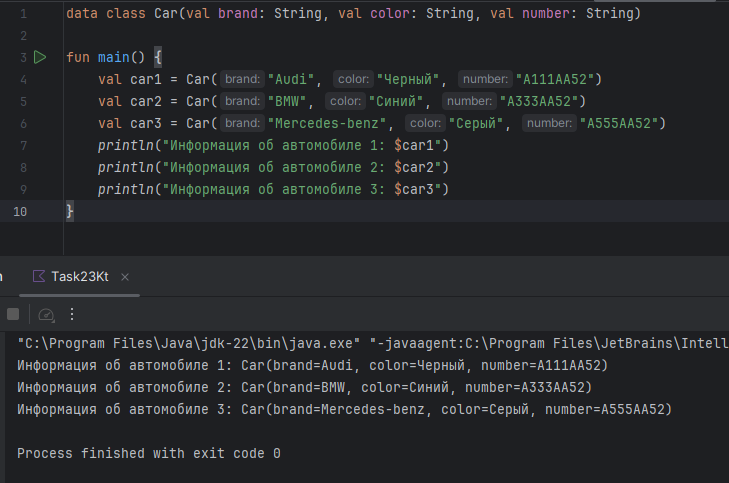 1 data class Car(val brand: String, val color: String, val number: String)
2
3 fun main() {
4 val car1 = Car( brand: "Audi", color: "Черный", number: "A111AA52")
5 val car2 = Car( brand: "BMW", color: "Синий", number: "A333AA52")
6 val car3 = Car( brand: "Mercedes-benz", color: "Серый", number: "A555AA52")
7 println("Информация об автомобиле 1: $car1")
8 println("Информация об автомобиле 2: $car2")
9 println("Информация об автомобиле 3: $car3")
10 }
Task23Kt ×
"C:\Program Files\Java\jdk-22\bin\java.exe" "-javaagent:C:\Program Files\JetBrains\Intell
Информация об автомобиле 1: Car(brand=Audi, color=Черный, number=A111AA52)
Информация об автомобиле 2: Car(brand=BMW, color=Синий, number=A333AA52)
Информация об автомобиле 3: Car(brand=Mercedes-benz, color=Серый, number=A555AA52)
Process finished with exit code 0